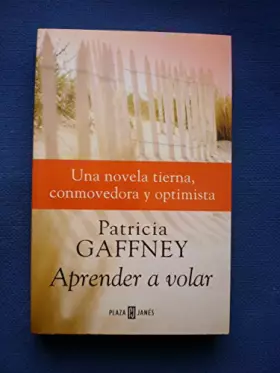 Una novela tierna,
conmovedora y optimista
Patricia
GAFFNEY
Aprender a volar
PLAZA JANÉS